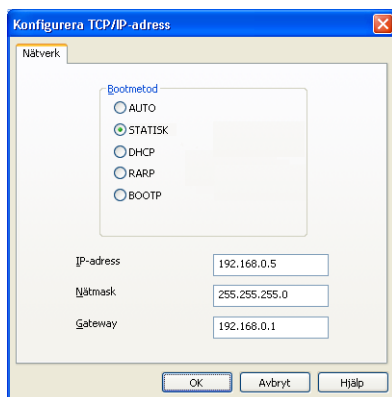 Konfigurera TCP/IP-adress
Nätverk
Bootmetod
AUTO
STATISK
DHCP
RARP
BOOTP
IP-adress 192.168.0.5
Nätmask 255.255.255.0
Gateway 192.168.0.1
OK Avbryt Hjälp